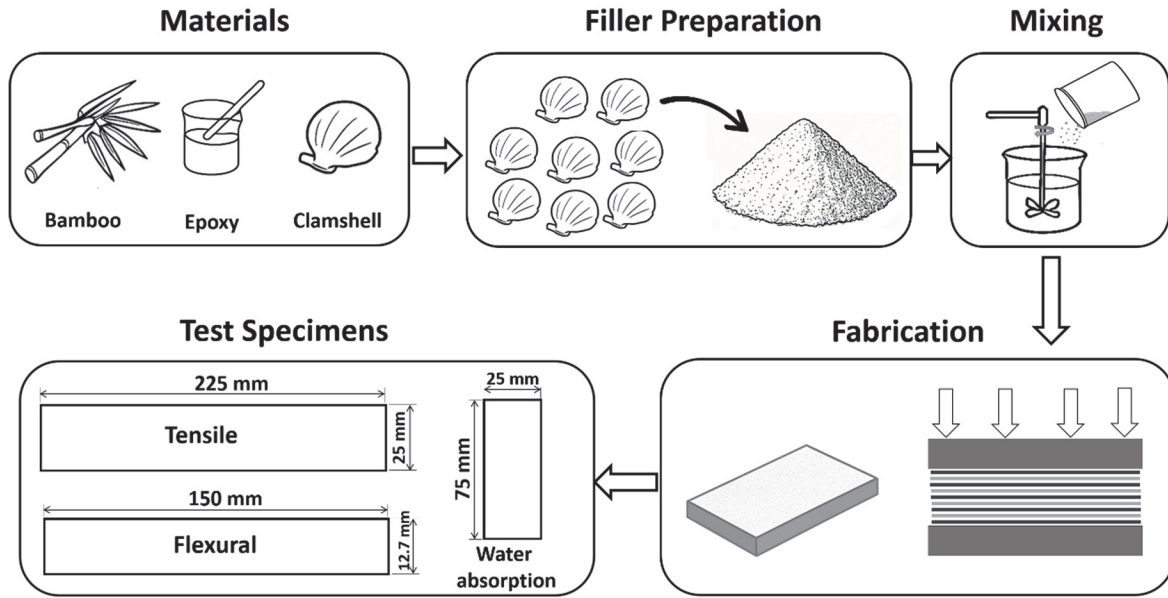 Materials
Filler Preparation
Mixing
Bamboo
Epoxy
Clamshell
Test Specimens
Fabrication
225 mm
Tensile
25 mm
150 mm
Flexural
12.7 mm
25 mm
75 mm
Water
absorption